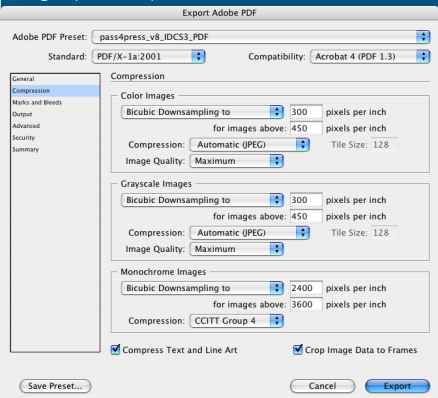 Export Adobe PDF
Adobe PDF Preset: pass4press_v8_IDCS3_PDF
Standard: PDF/X-1a:2001 Compatibility: Acrobat 4 (PDF 1.3)
General
Compression
Marks and Bleeds
Output
Advanced
Security
Summary
Compression
Color Images
Bicubic Downsampling to 300 pixels per inch
for images above: 450 pixels per inch
Compression: Automatic (JPEG) Tile Size: 128
Image Quality: Maximum
Grayscale Images
Bicubic Downsampling to 300 pixels per inch
for images above: 450 pixels per inch
Compression: Automatic (JPEG) Tile Size: 128
Image Quality: Maximum
Monochrome Images
Bicubic Downsampling to 2400 pixels per inch
for images above: 3600 pixels per inch
Compression: CCITT Group 4
Compress Text and Line Art Crop Image Data to Frames
Save Preset... Cancel Export